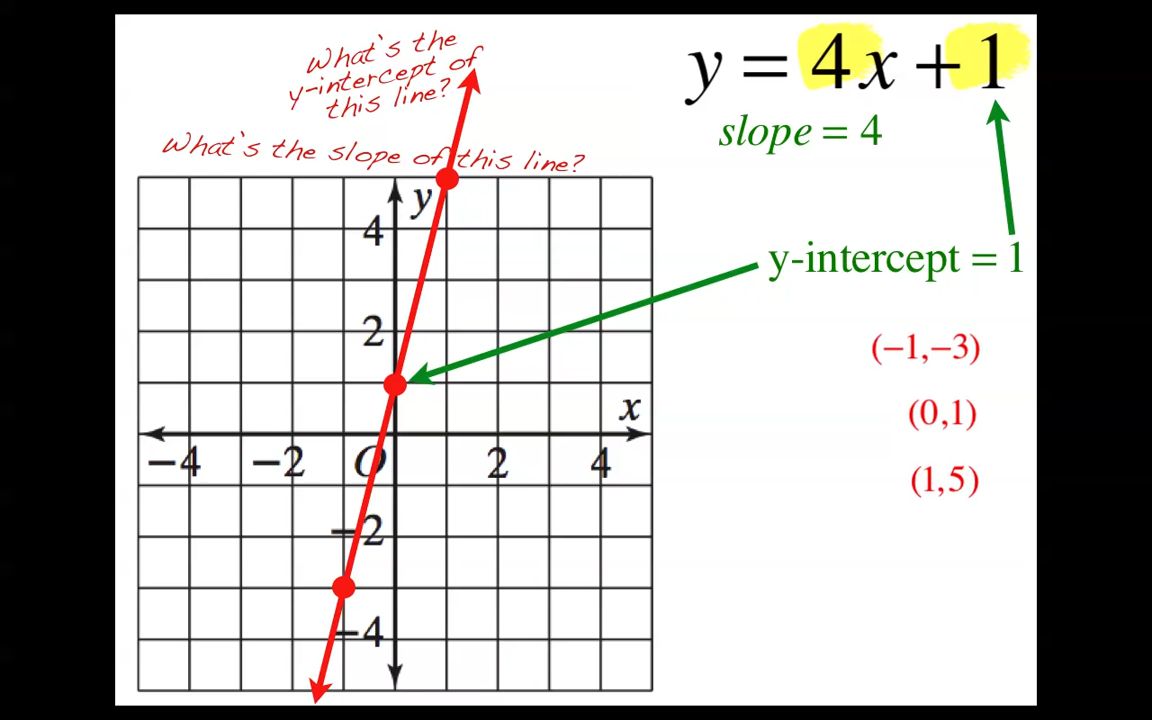 What's the
y-intercept of
this line?
What's the slope of this line?
y = 4x + 1
slope = 4
y-intercept = 1
(−1,−3)
(0,1)
(1,5)
y
4
2
x
−4 −2 O 2 4
−2
−4